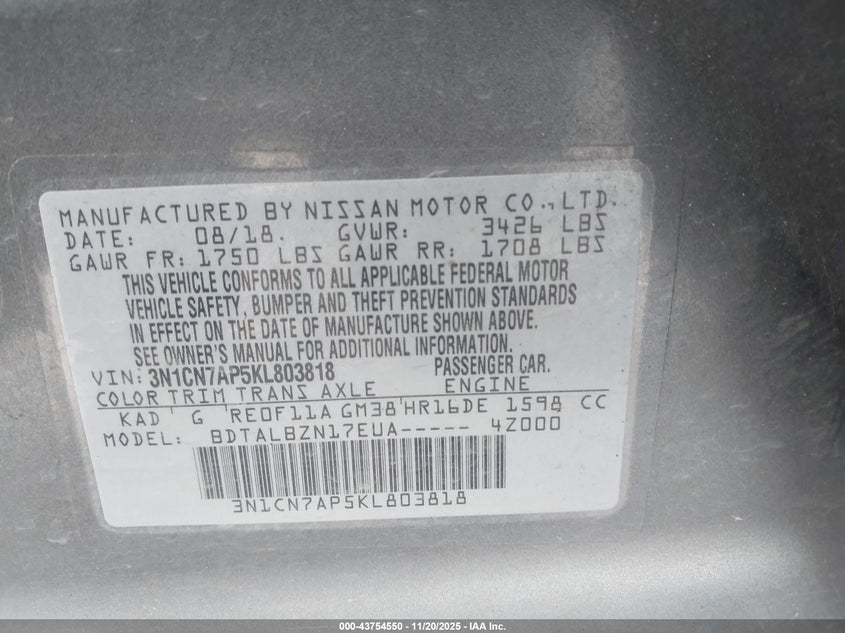 MANUFACTURED BY NISSAN MOTOR CO., LTD.
DATE: 08/18. GVWR: 3426 LBS
GAWR FR: 1750 LBS GAWR RR: 1708 LBS
THIS VEHICLE CONFORMS TO ALL APPLICABLE FEDERAL MOTOR
VEHICLE SAFETY, BUMPER AND THEFT PREVENTION STANDARDS
IN EFFECT ON THE DATE OF MANUFACTURE SHOWN ABOVE.
SEE OWNER'S MANUAL FOR ADDITIONAL INFORMATION.
VIN: 3N1CN7AP5KL803818 PASSENGER CAR.
COLOR TRIM TRANS AXLE ENGINE
KAD G RE0F11A GM38 HR16DE 1598 CC
MODEL: BDTALBZN17EUA----- 4Z000
3N1CN7AP5KL803818
000-43754550 - 11/20/2025 - IAA Inc.